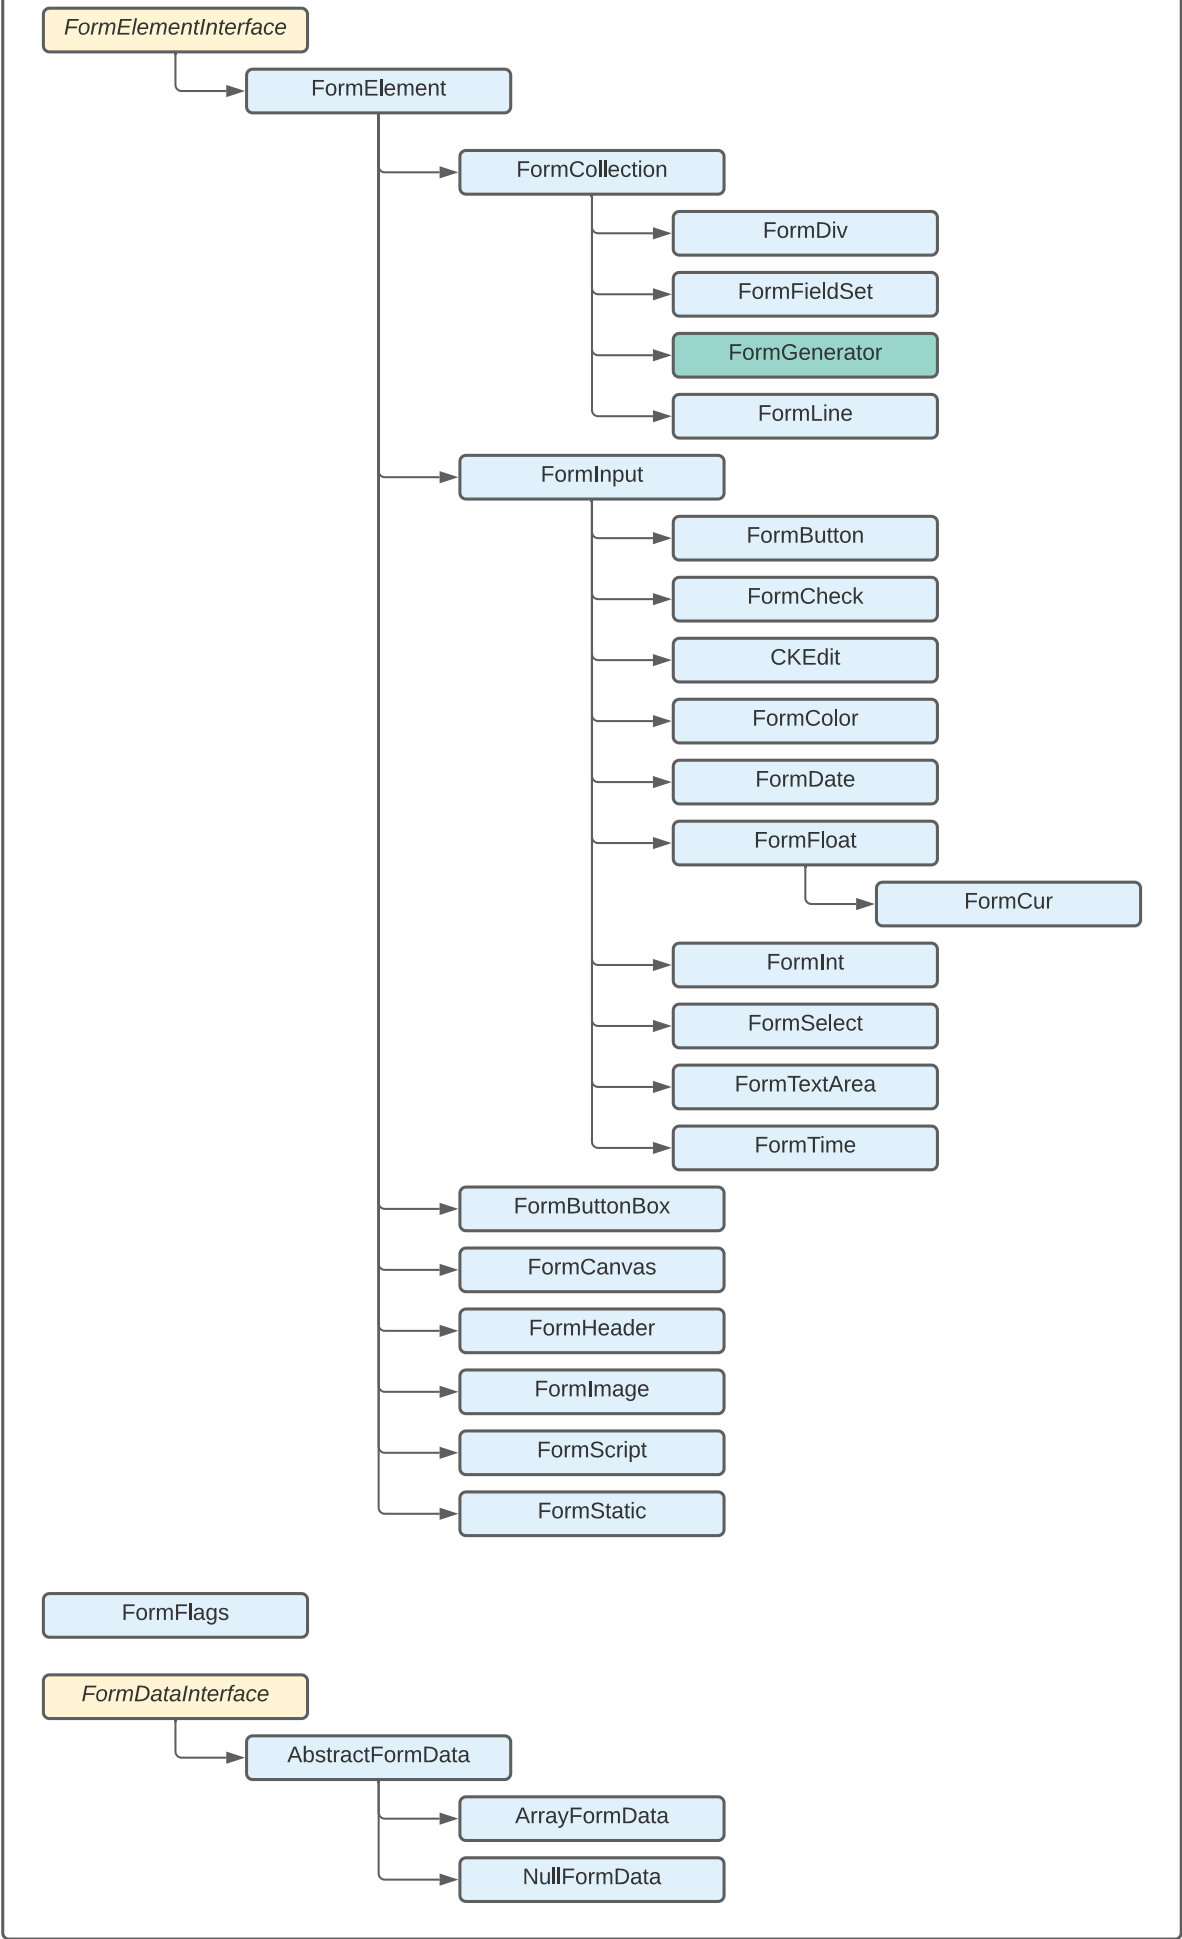 FormElementInterface
FormElement
FormCollection
FormDiv
FormFieldSet
FormGenerator
FormLine
FormInput
FormButton
FormCheck
CKEdit
FormColor
FormDate
FormFloat
FormCur
FormInt
FormSelect
FormTextArea
FormTime
FormButtonBox
FormCanvas
FormHeader
FormImage
FormScript
FormStatic
FormFlags
FormDataInterface
AbstractFormData
ArrayFormData
NullFormData